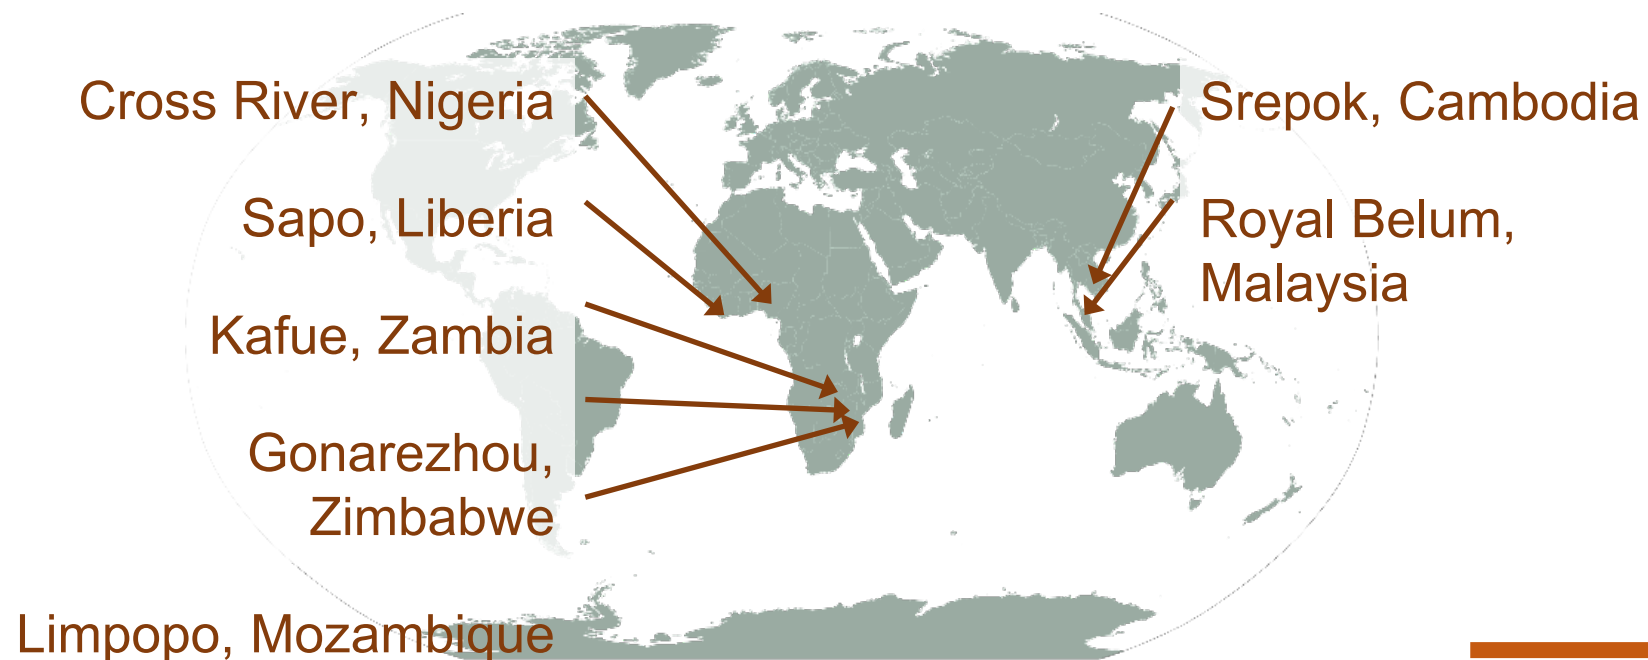 Cross River, Nigeria
Sapo, Liberia
Kafue, Zambia
Gonarezhou,
Zimbabwe
Limpopo, Mozambique
Srepok, Cambodia
Royal Belum,
Malaysia